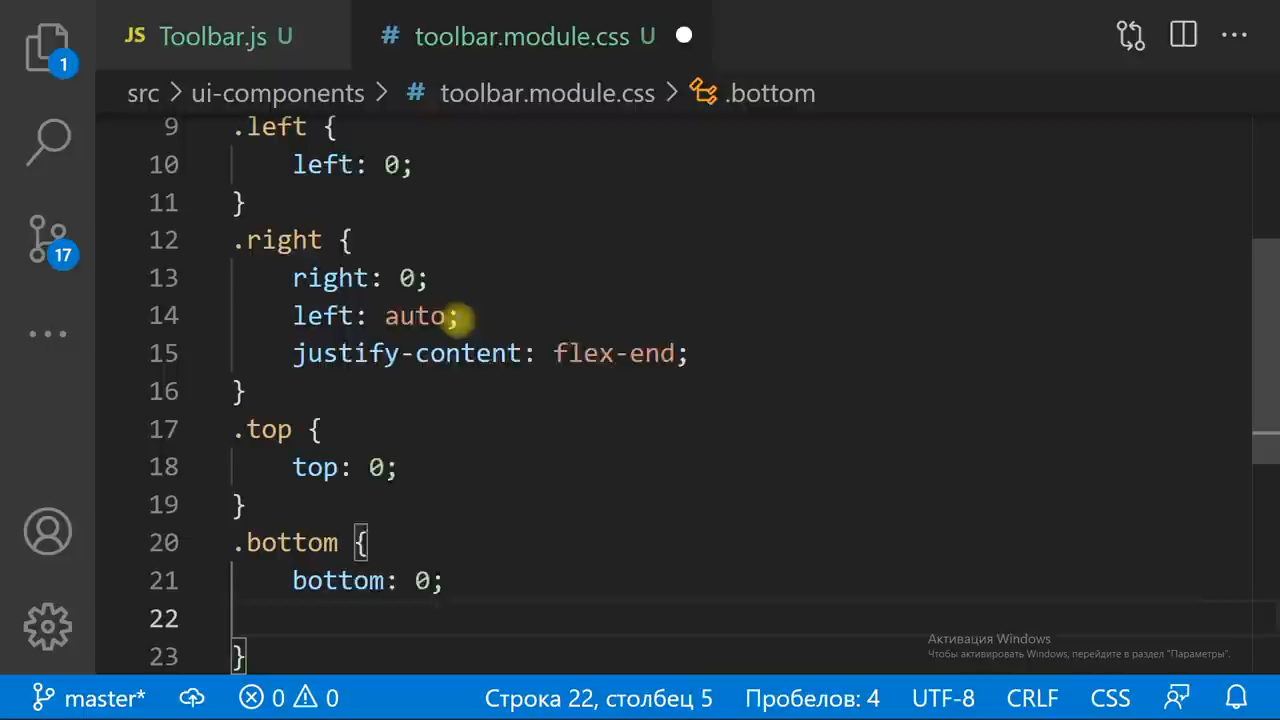 1
JS Toolbar.js U
# toolbar.module.css U
src > ui-components > # toolbar.module.css > .bottom
9 .left {
10 left: 0;
11 }
12 .right {
13 right: 0;
14 left: auto;
15 justify-content: flex-end;
16 }
17 .top {
18 top: 0;
19 }
20 .bottom {
21 bottom: 0;
22
23 }
17
Активация Windows
Чтобы активировать Windows, перейдите в раздел "Параметры".
master* 0 0 Строка 22, столбец 5 Пробелов: 4 UTF-8 CRLF CSS